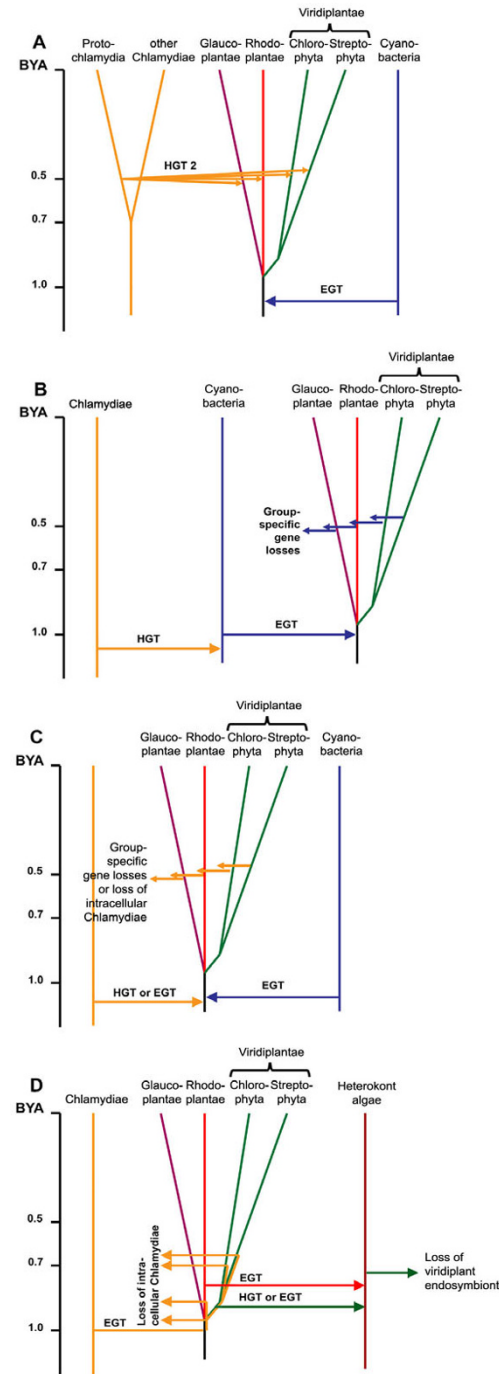 A
Viridiplantae
Proto-
chlamydia
other
Chlamydiae
Glauco-
plantae
Rhodo-
plantae
Chloro-
phyta
Strepto-
phyta
Cyano-
bacteria
BYA
HGT 2
0.5
0.7
1.0
EGT
B
Viridiplantae
Chlamydiae
Cyano-
bacteria
Glauco-
plantae
Rhodo-
plantae
Chloro-
phyta
Strepto-
phyta
BYA
Group-
specific
gene
losses
0.5
0.7
1.0
HGT
EGT
C
Viridiplantae
Glauco-
plantae
Rhodo-
plantae
Chloro-
phyta
Strepto-
phyta
Cyano-
bacteria
BYA
Group-
specific
gene losses
or loss of
intracellular
Chlamydiae
0.5
0.7
1.0
HGT or EGT
EGT
D
Viridiplantae
Chlamydiae
Glauco-
plantae
Rhodo-
plantae
Chloro-
phyta
Strepto-
phyta
Heterokont
algae
BYA
0.5
0.7
1.0
Loss of intra-
cellular Chlamydiae
EGT
EGT
HGT or EGT
Loss of
viridiplant
endosymbiont